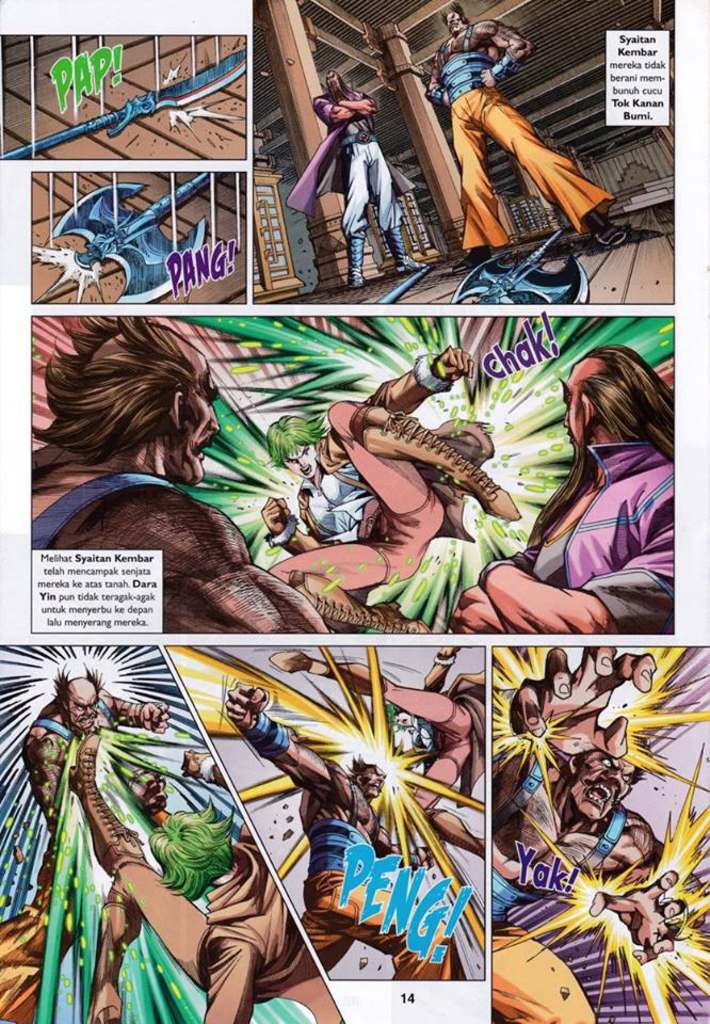 PAP!
Syaitan
Kembar
mereka tidak
berani mem-
bunuh cucu
Tok Kanan
Bumi.
PANG!
Chak!
Melihat Syaitan Kembar
telah mencampak senjata
mereka ke atas tanah. Dara
Yin pun tidak teragak-agak
untuk menyerbu ke depan
lalu menyerang mereka.
PENG!
Yak!
14